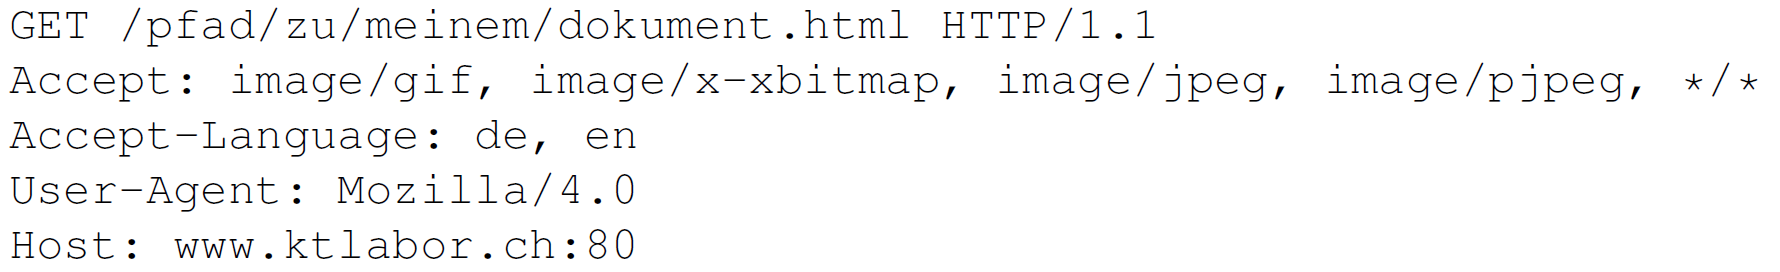 GET /pfad/zu/meinem/dokument.html HTTP/1.1
Accept: image/gif, image/x-xbitmap, image/jpeg, image/pjpeg, */*
Accept-Language: de, en
User-Agent: Mozilla/4.0
Host: www.ktlabor.ch:80